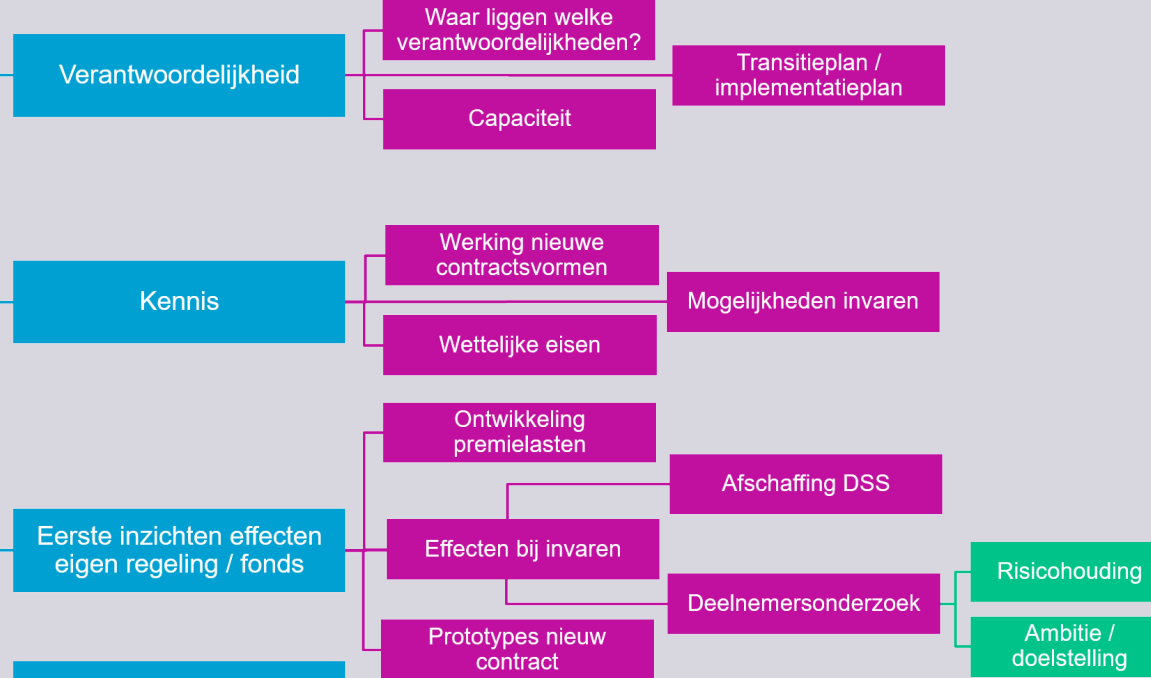 Waar liggen welke
verantwoordelijkheden?
Verantwoordelijkheid
Transitieplan /
implementatieplan
Capaciteit
Werking nieuwe
contractsvormen
Kennis
Mogelijkheden invaren
Wettelijke eisen
Ontwikkeling
premielasten
Afschaffing DSS
Eerste inzichten effecten
eigen regeling / fonds
Effecten bij invaren
Risicohouding
Deelnemersonderzoek
Ambitie /
doelstelling
Prototypes nieuw
contract